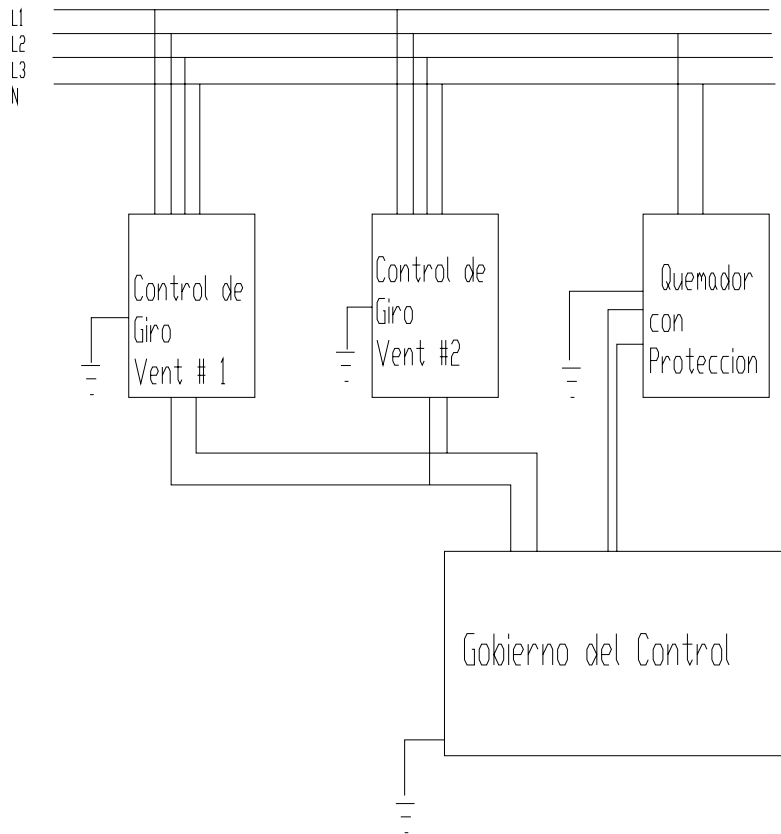 L1
L2
L3
N
Control de
Giro
Vent # 1
Control de
Giro
Vent #2
Quemador
con
Proteccion
Gobierno del Control